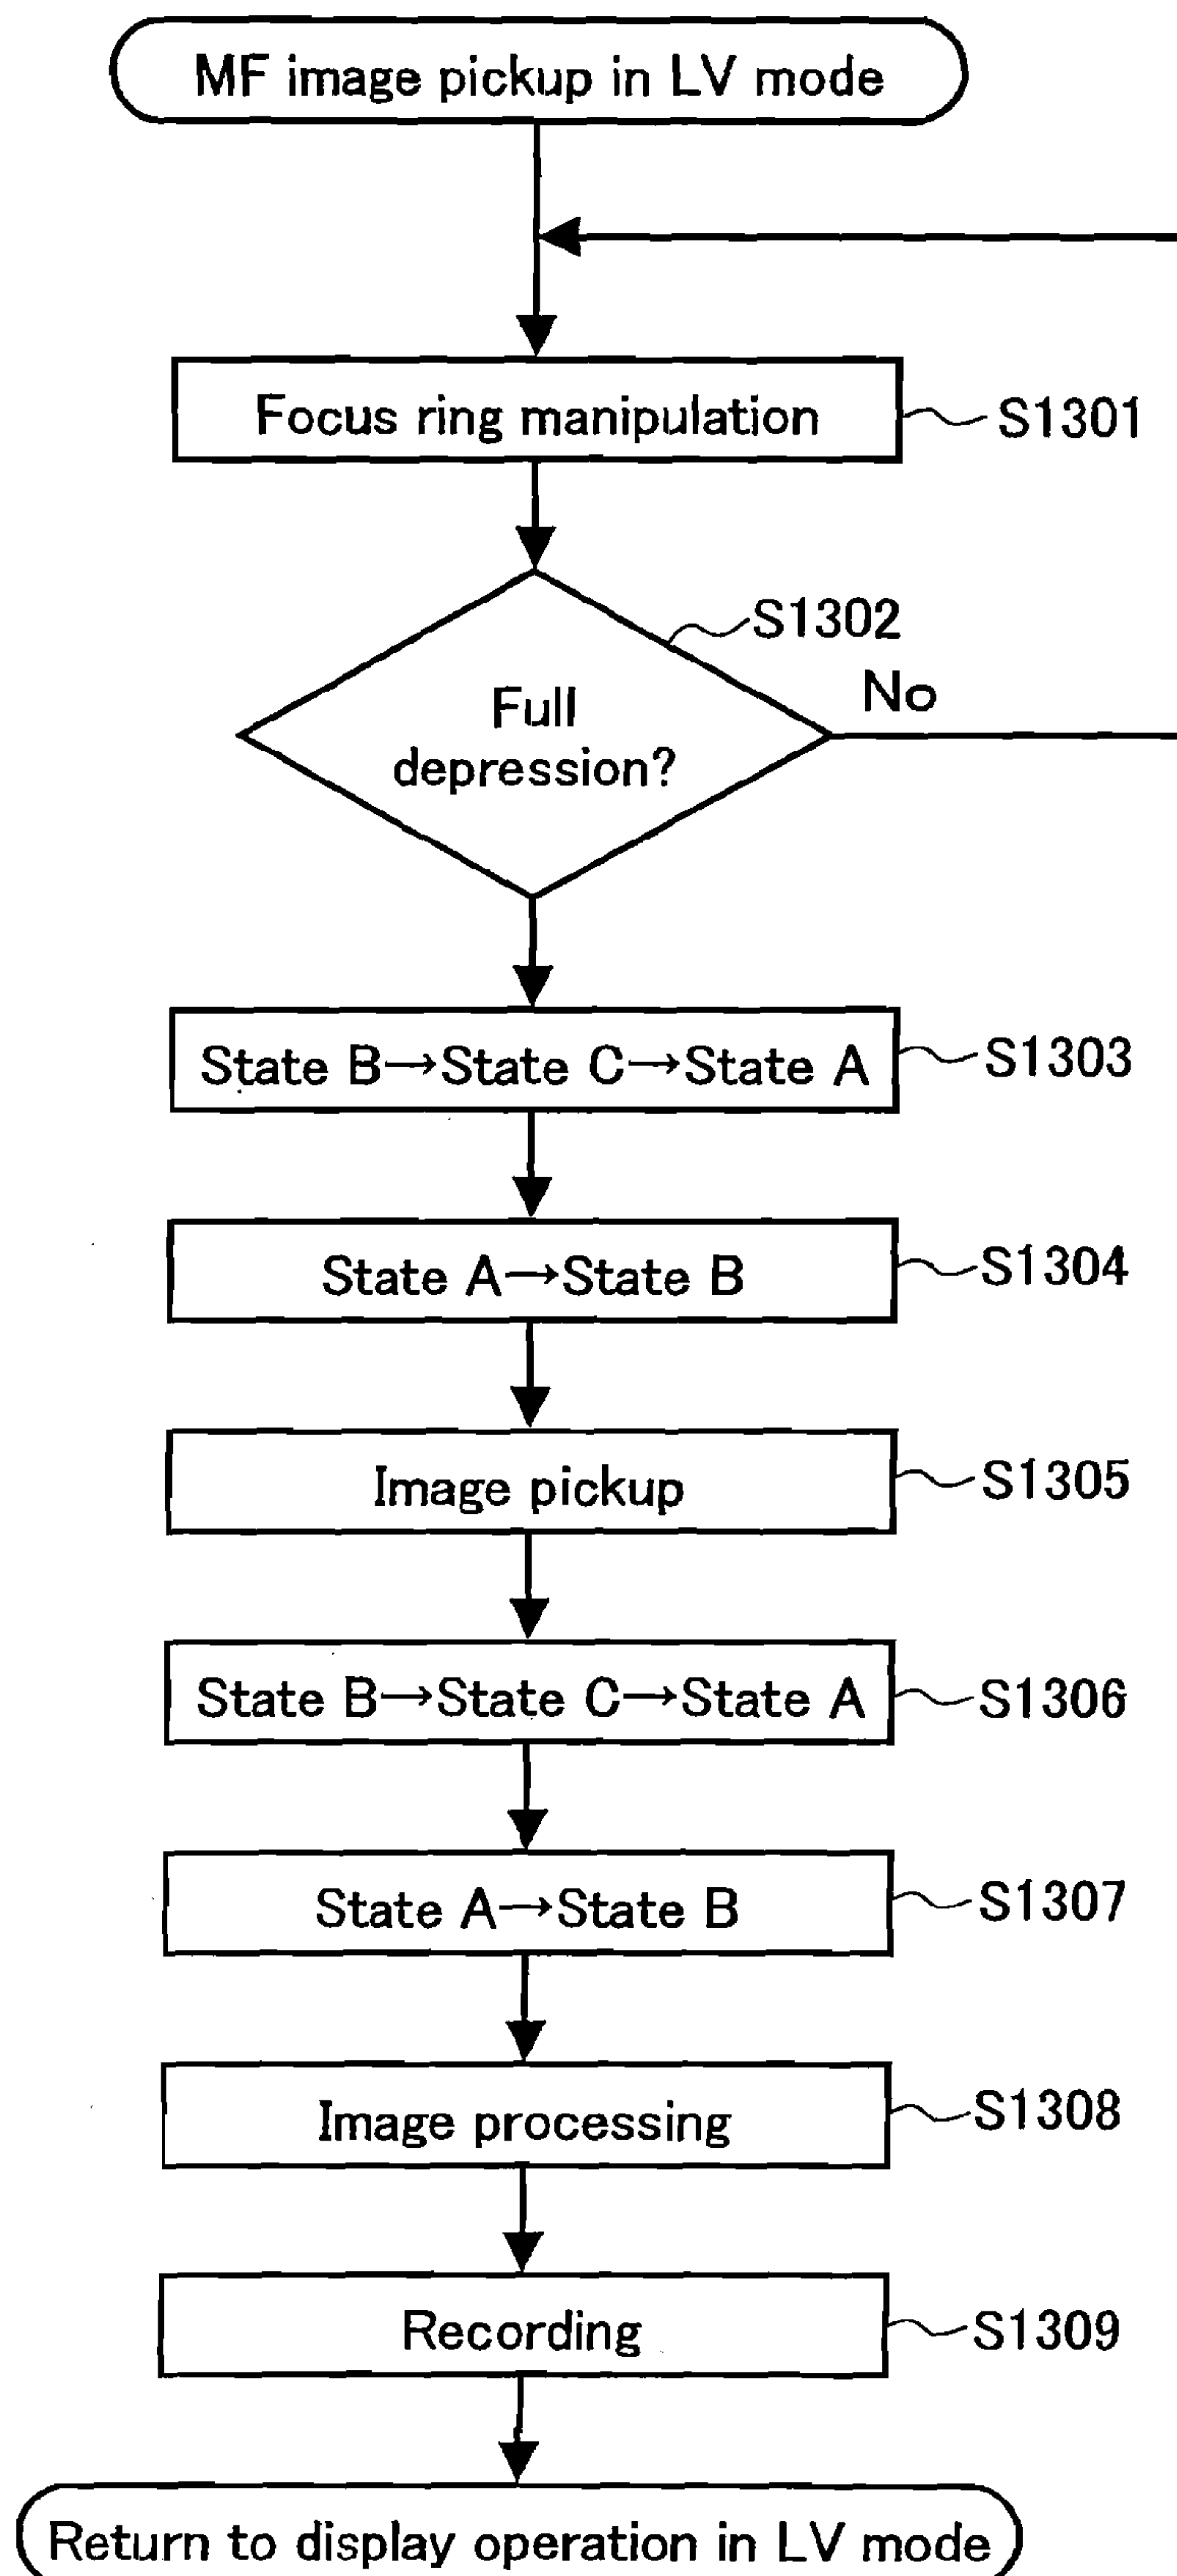 MF image pickup in LV mode
Focus ring manipulation
S1301
S1302
No
Full
depression?
State B→State C→State A
S1303
State A→State B
S1304
Image pickup
S1305
State B→State C→State A
S1306
State A→State B
S1307
Image processing
S1308
Recording
S1309
Return to display operation in LV mode